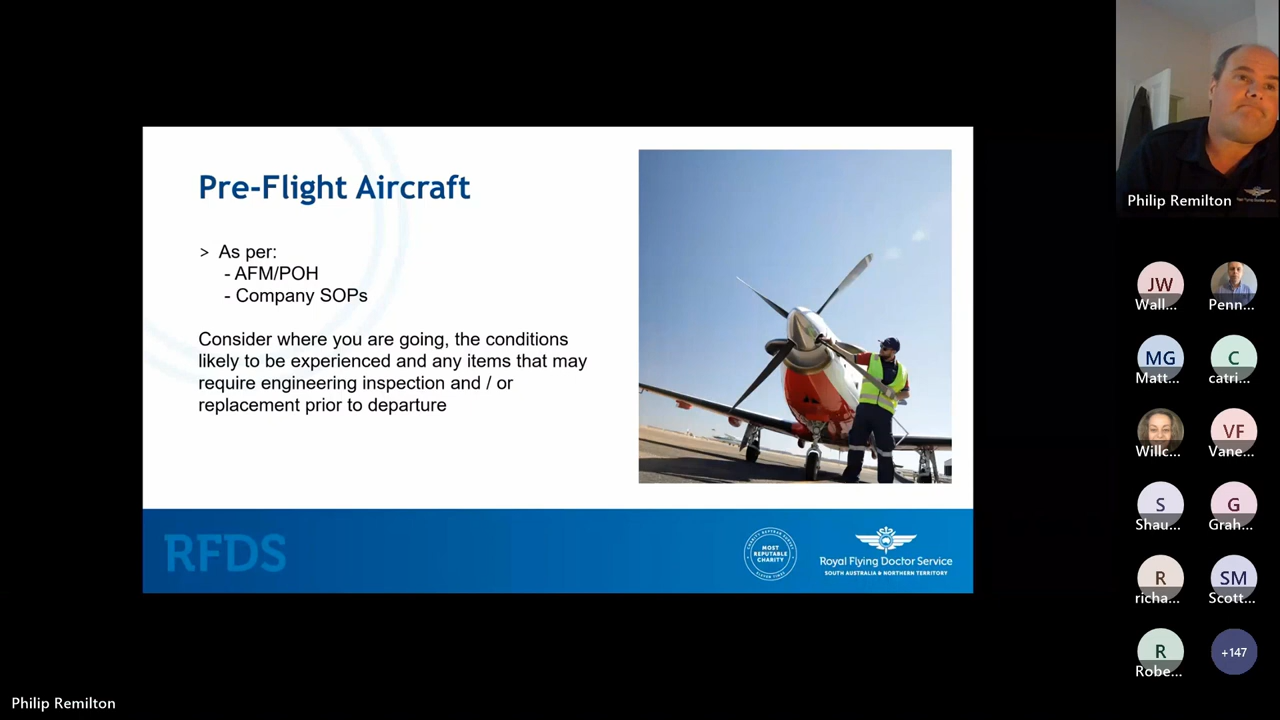 Pre-Flight Aircraft
> As per:
- AFM/POH
- Company SOPs
Consider where you are going, the conditions
likely to be experienced and any items that may
require engineering inspection and / or
replacement prior to departure
RFDS
MOST
REPUTABLE
CHARITY
Royal Flying Doctor Service
SOUTH AUSTRALIA & NORTHERN TERRITORY
Philip Remilton
JW
Wall...
Penn...
MG
Matt...
C
catri...
Willc...
VF
Vane...
S
Shau...
G
Grah...
R
richa...
SM
Scott...
R
Robe...
+147
Philip Remilton